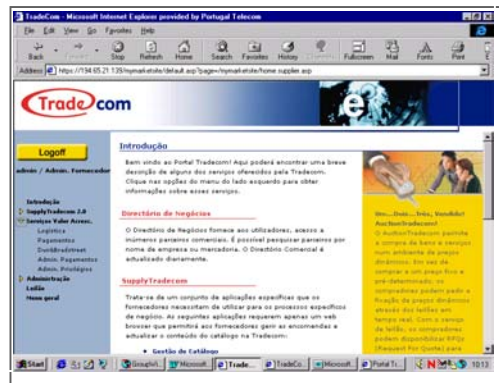 TradeCom - Microsoft Internet Explorer provided by Portugal Telecom
File Edit View Go Favorites Help
Back Stop Refresh Home Search Favorites History Fullscreen Mail Fonts Print
Address https://194.65.21.139/mymarketsite/default.asp?page=/mymarketsite/home.supplier.asp
Tradecom
e
Logoff
admin / Admin. Fornecedor
Introdução
SupplyTradecom 2.0
Serviços Valor Acresc.
Logística
Pagamentos
Dun&Bradstreet
Admin. Pagamentos
Admin. Privilégios
Administração
Leilão
Menu geral
Introdução
Bem vindo ao Portal Tradecom! Aqui poderá encontrar uma breve
descrição de alguns dos serviços oferecidos pela Tradecom.
Clique nas opções do menu do lado esquerdo para obter
informações sobre esses serviços.
Directório de Negócios
O Directório de Negócios fornece aos utilizadores, acesso a
inúmeros parceiros comerciais. É possível pesquisar parceiros por
nome de empresa ou mercadoria. O Directório Comercial é
actualizado diariamente.
SupplyTradecom
Trata-se de um conjunto de aplicações específicas que os
fornecedores necessitam de utilizar para os processos específicos
de negócio. As seguintes aplicações requerem apenas um web
browser que permitirá aos fornecedores gerir as encomendas e
actualizar o conteúdo do catálogo na Tradecom:
Gestão de Catálogo
Um...Dois...Três, Vendido!
AuctionTradecom!
O AuctionTradecom permite
a compra de bens e serviços
num ambiente de preços
dinâmicos. Em vez de
comprar a um preço fixo e
pré-determinado, os
compradores podem pedir a
fixação de preços dinâmicos
através dos leilões em
tempo real. Com o serviço
de leilão, os compradores
podem disponibilizar RFQs
(Request For Quote) para
Start GroupWi... Microsoft... Trade... TradeCo... Microsoft... Portal Tr... 10:13